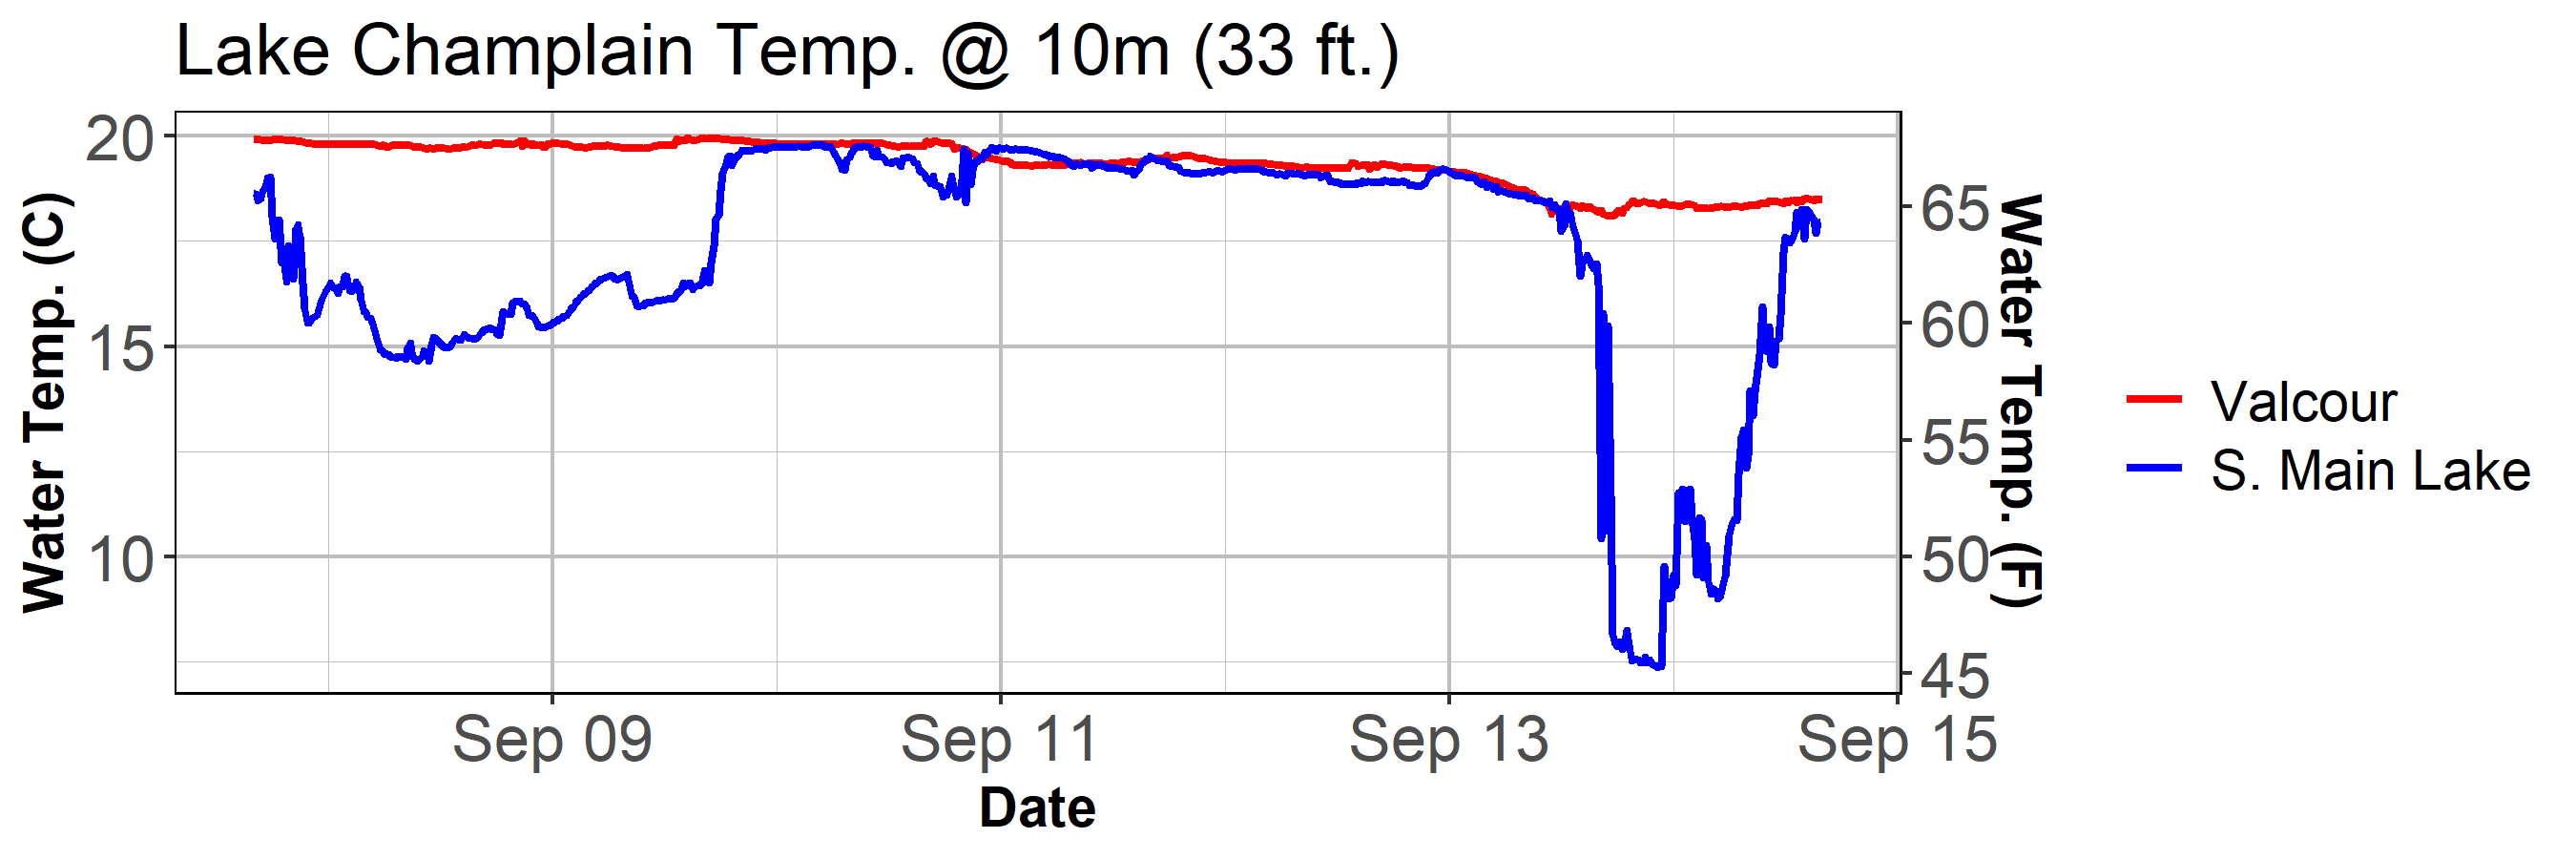 Lake Champlain Temp. @ 10m (33 ft.)
Water Temp. (C)
20
15
10
65
60
55
50
45
Water Temp. (F)
Sep 09
Sep 11
Sep 13
Sep 15
Date
Valcour
S. Main Lake